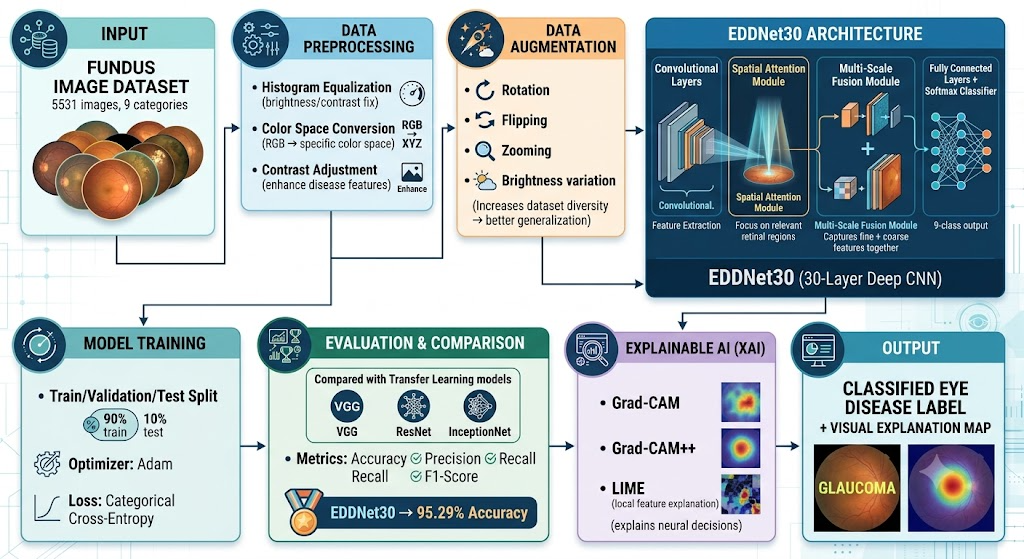 INPUT
FUNDUS
IMAGE DATASET
5531 images, 9 categories
DATA
PREPROCESSING
Histogram Equalization
(brightness/contrast fix)
Color Space Conversion
(RGB → specific color space)
RGB
→
XYZ
Contrast Adjustment
(enhance disease features)
Enhance
DATA
AUGMENTATION
Rotation
Flipping
Zooming
Brightness variation
(Increases dataset diversity
→ better generalization)
EDDNet30 ARCHITECTURE
Convolutional
Layers
Convolutional.
Feature Extraction
Spatial Attention
Module
Spatial Attention
Module
Focus on relevant
retinal regions
Multi-Scale
Fusion Module
+
Multi-Scale Fusion Module
Captures fine + coarse
features together
Fully Connected
Layers +
Softmax Classifier
9-class output
EDDNet30 (30-Layer Deep CNN)
MODEL TRAINING
Train/Validation/Test Split
%
90%
train
10%
test
Optimizer: Adam
Loss: Categorical
Cross-Entropy
EVALUATION & COMPARISON
Compared with Transfer Learning models
VGG
VGG
ResNet
InceptionNet
Metrics: Accuracy Precision Recall
Recall F1-Score
EDDNet30 → 95.29% Accuracy
EXPLAINABLE AI (XAI)
Grad-CAM
Grad-CAM++
LIME
(local feature explanation)
(explains neural decisions)
OUTPUT
CLASSIFIED EYE
DISEASE LABEL
+ VISUAL EXPLANATION MAP
GLAUCOMA